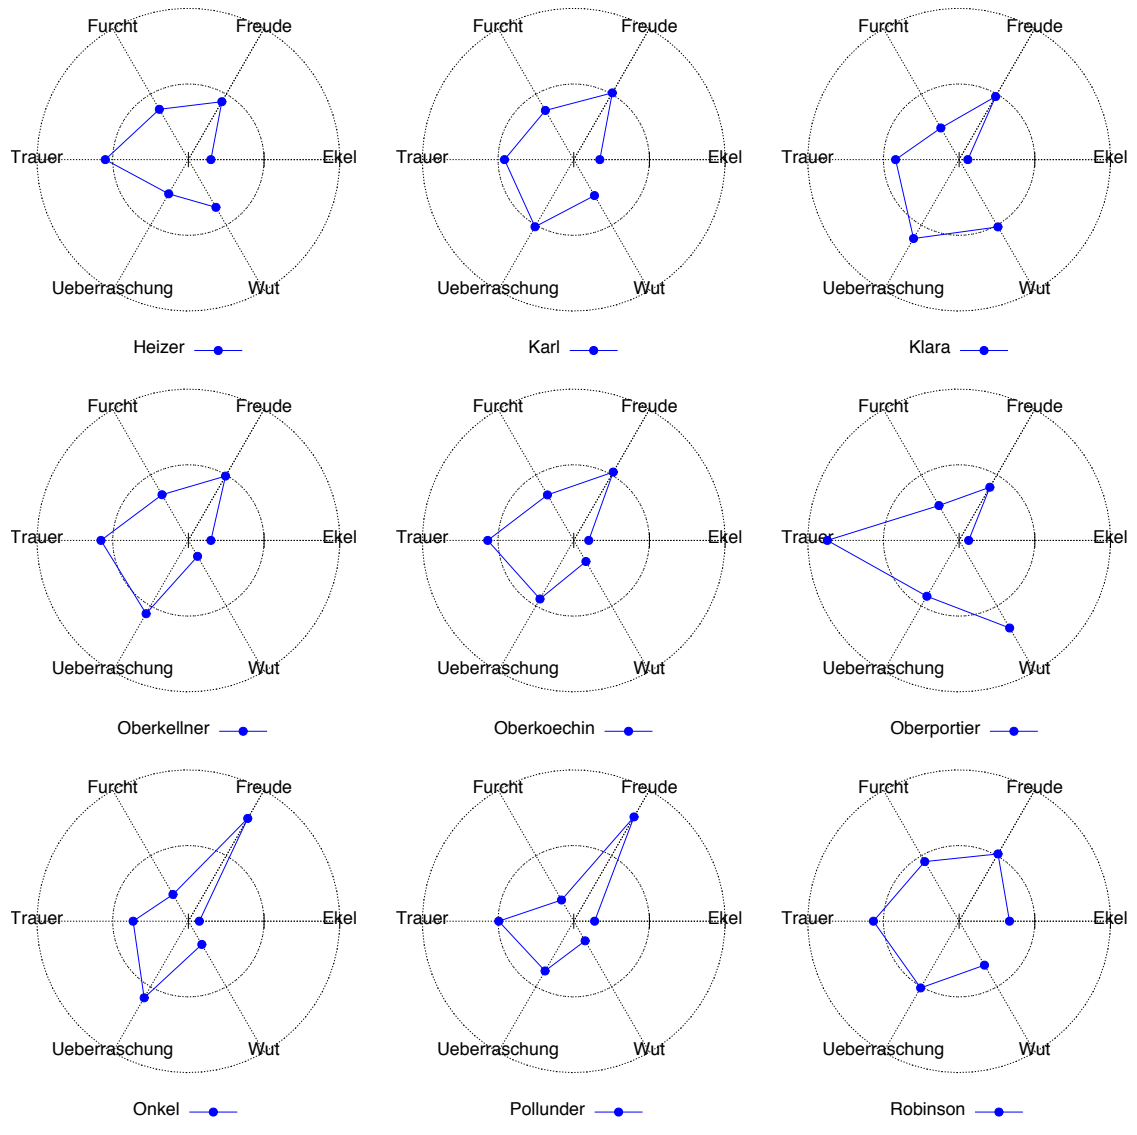 Furcht Freude Furcht Freude Furcht Freude
Trauer Ekel Trauer Ekel Trauer Ekel
Ueberraschung Wut Ueberraschung Wut Ueberraschung Wut
Heizer Karl Klara
Furcht Freude Furcht Freude Furcht Freude
Trauer Ekel Trauer Ekel Trauer Ekel
Ueberraschung Wut Ueberraschung Wut Ueberraschung Wut
Oberkellner Oberkoechin Oberportier
Furcht Freude Furcht Freude Furcht Freude
Trauer Ekel Trauer Ekel Trauer Ekel
Ueberraschung Wut Ueberraschung Wut Ueberraschung Wut
Onkel Pollunder Robinson